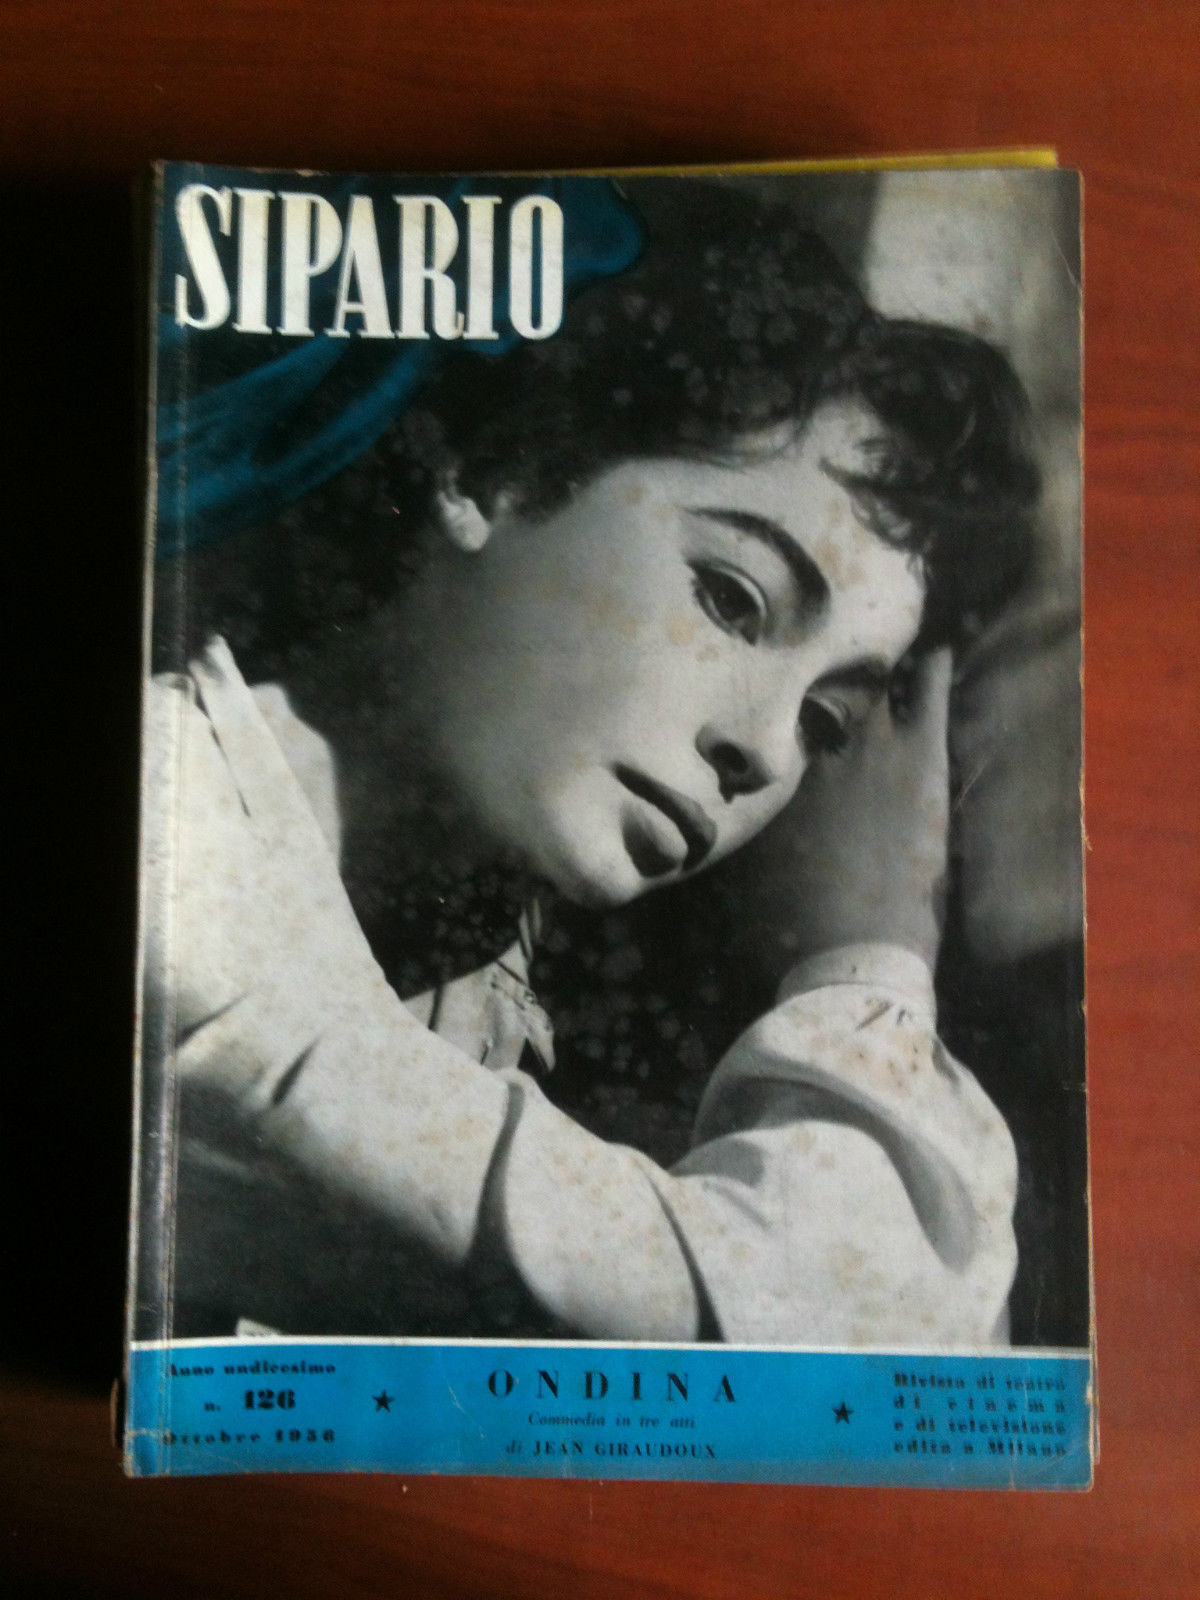 SIPARIO
Anno undicesimo
n. 126
Ottobre 1956
ONDINA
Commedia in tre atti
di JEAN GIRAUDOUX
Rivista di teatro
di cinema
e di televisione
edita a Milano